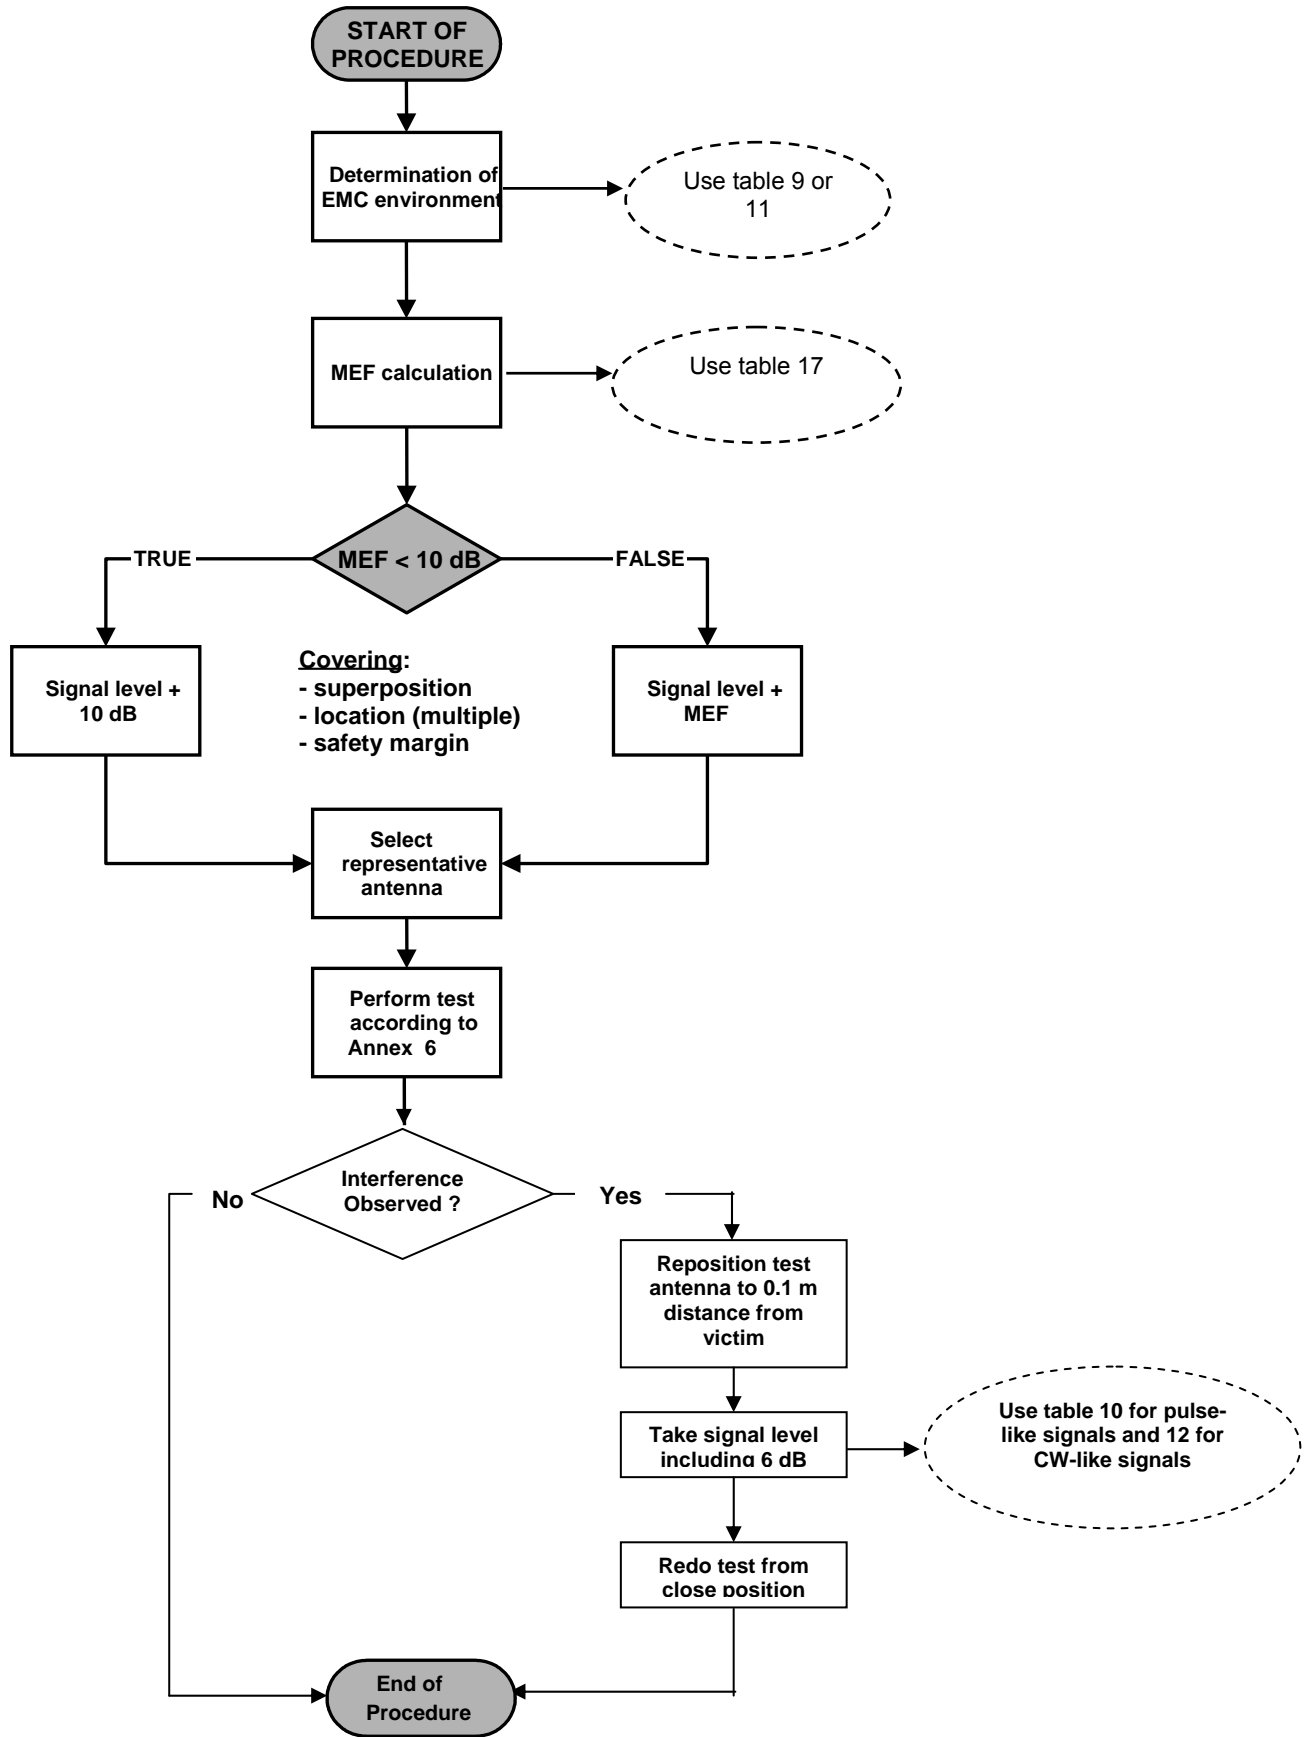 START OF
PROCEDURE
Determination of
EMC environment
Use table 9 or
11
MEF calculation
Use table 17
MEF < 10 dB
TRUE
FALSE
Signal level +
10 dB
Covering:
- superposition
- location (multiple)
- safety margin
Signal level +
MEF
Select
representative
antenna
Perform test
according to
Annex 6
Interference
Observed ?
No
Yes
Reposition test
antenna to 0.1 m
distance from
victim
Take signal level
including 6 dB
Use table 10 for pulse-
like signals and 12 for
CW-like signals
Redo test from
close position
End of
Procedure